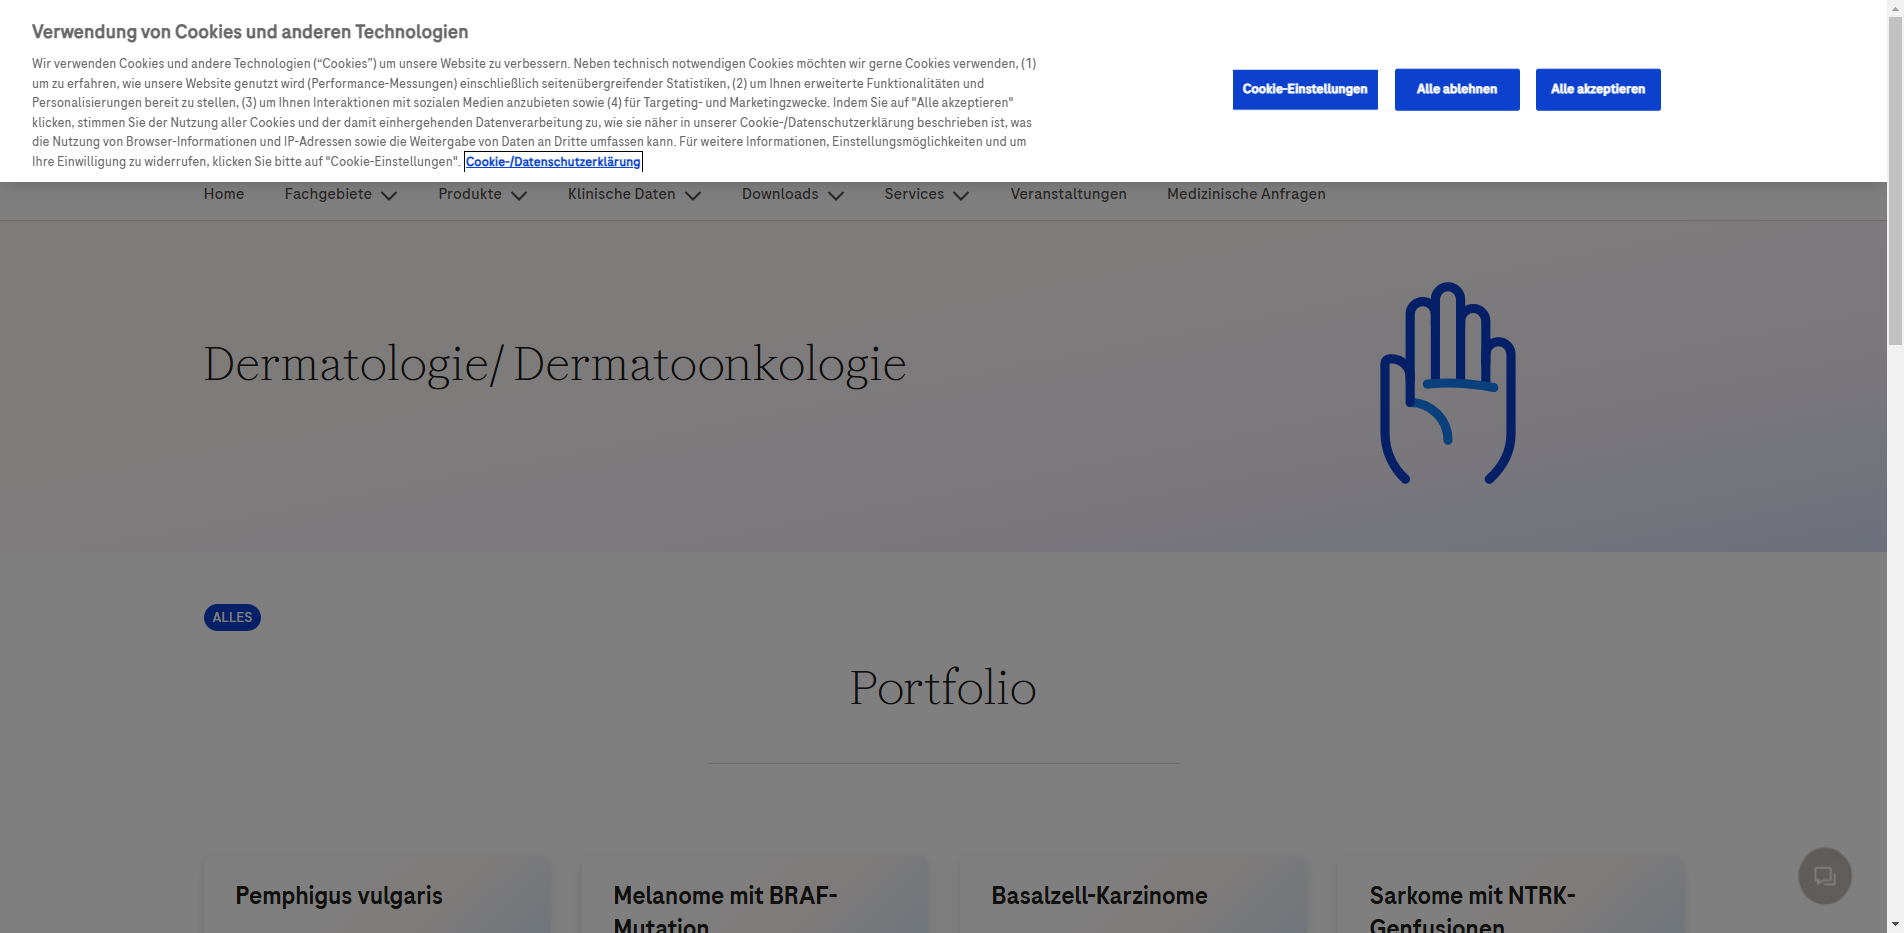 Verwendung von Cookies und anderen Technologien
Wir verwenden Cookies und andere Technologien (“Cookies”) um unsere Website zu verbessern. Neben technisch notwendigen Cookies möchten wir gerne Cookies verwenden, (1)
um zu erfahren, wie unsere Website genutzt wird (Performance-Messungen) einschließlich seitenübergreifender Statistiken, (2) um Ihnen erweiterte Funktionalitäten und
Personalisierungen bereit zu stellen, (3) um Ihnen Interaktionen mit sozialen Medien anzubieten sowie (4) für Targeting- und Marketingzwecke. Indem Sie auf "Alle akzeptieren"
klicken, stimmen Sie der Nutzung aller Cookies und der damit einhergehenden Datenverarbeitung zu, wie sie näher in unserer Cookie-/Datenschutzerklärung beschrieben ist, was
die Nutzung von Browser-Informationen und IP-Adressen sowie die Weitergabe von Daten an Dritte umfassen kann. Für weitere Informationen, Einstellungsmöglichkeiten und um
Ihre Einwilligung zu widerrufen, klicken Sie bitte auf "Cookie-Einstellungen". Cookie-/Datenschutzerklärung
Cookie-Einstellungen
Alle ablehnen
Alle akzeptieren
Home Fachgebiete Produkte Klinische Daten Downloads Services Veranstaltungen Medizinische Anfragen
Dermatologie/ Dermatoonkologie
ALLES
Portfolio
Pemphigus vulgaris
Melanome mit BRAF-
Mutation
Basalzell-Karzinome
Sarkome mit NTRK-
Genfusionen